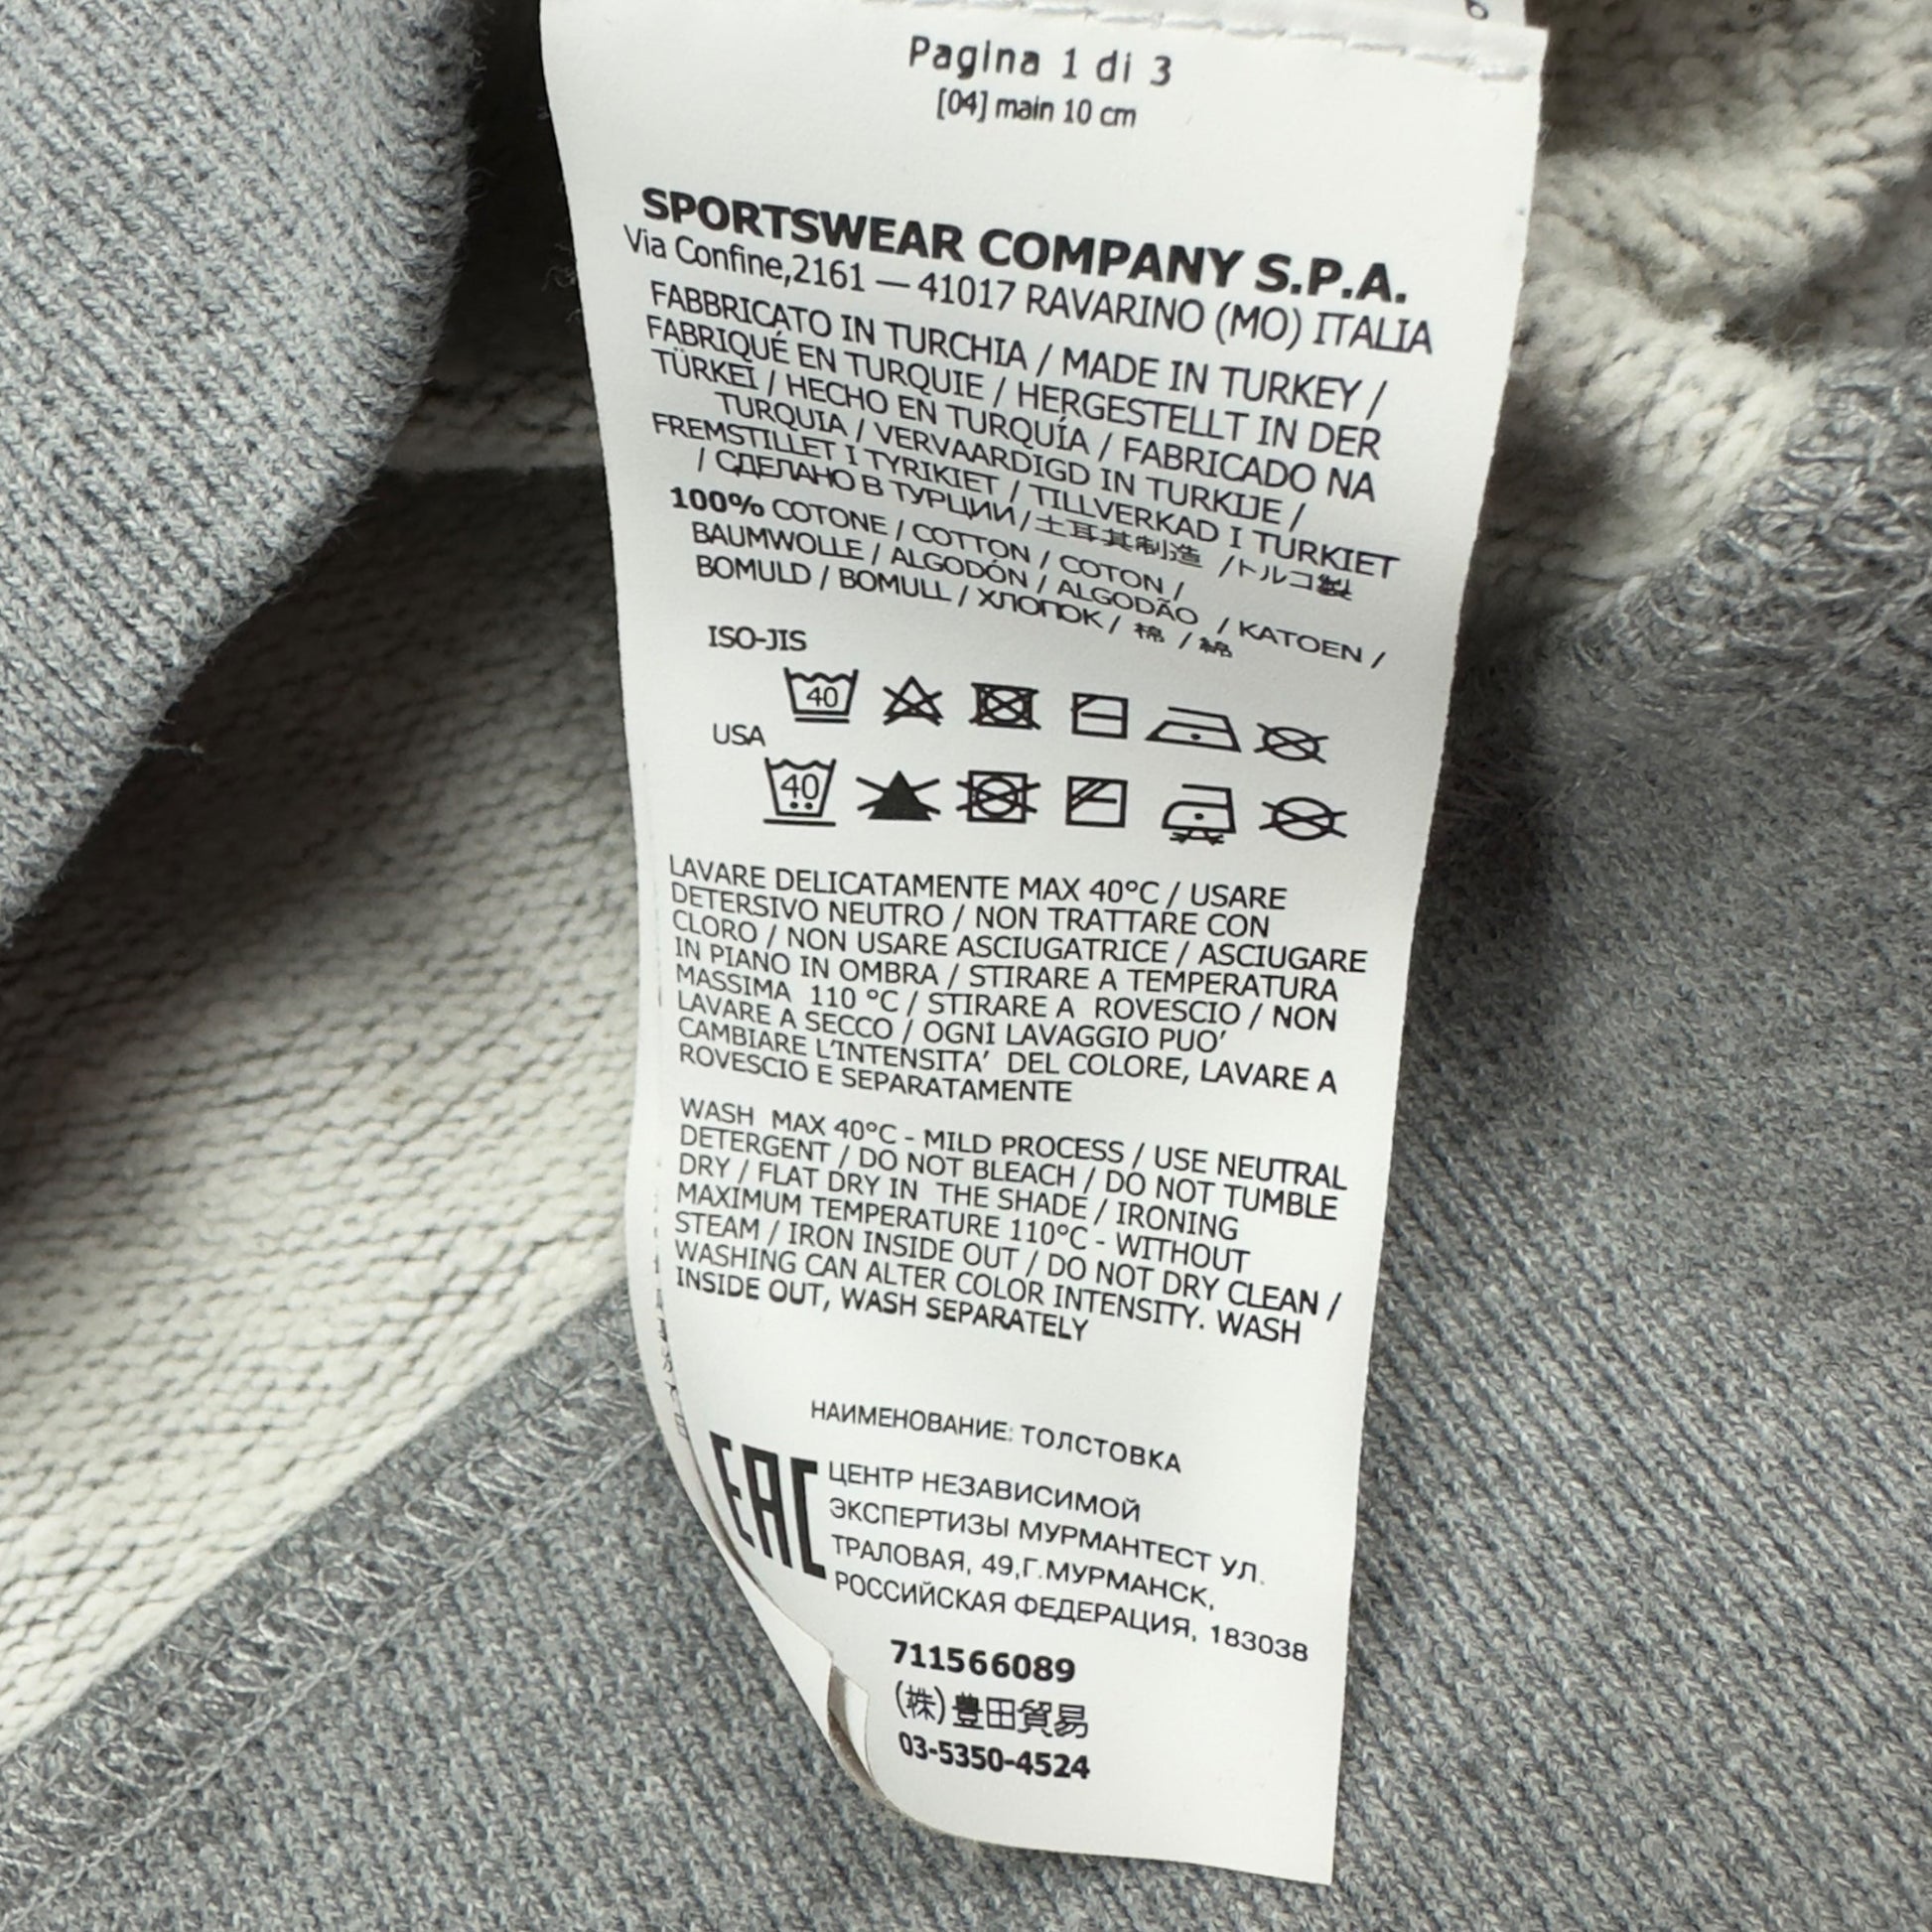 Pagina 1 di 3
[04] main 10 cm
SPORTSWEAR COMPANY S.P.A.
Via Confine,2161 — 41017 RAVARINO (MO) ITALIA
FABBRICATO IN TURCHIA / MADE IN TURKEY /
FABRIQUÉ EN TURQUIE / HERGESTELLT IN DER
TÜRKEI / HECHO EN TURQUÍA / FABRICADO NA
TURQUIA / VERVAARDIGD IN TURKIJE /
FREMSTILLET I TYRIKIET / TILLVERKAD I TURKIET
/ СДЕЛАНО В ТУРЦИИ/土耳其制造 /トルコ製
100% COTONE / COTTON / COTON /
BAUMWOLLE / ALGODÓN / ALGODÃO / KATOEN /
BOMULD / BOMULL / ХЛОПОК / 棉 / 綿
ISO-JIS
40
USA
40
LAVARE DELICATAMENTE MAX 40°C / USARE
DETERSIVO NEUTRO / NON TRATTARE CON
CLORO / NON USARE ASCIUGATRICE / ASCIUGARE
IN PIANO IN OMBRA / STIRARE A TEMPERATURA
MASSIMA 110 °C / STIRARE A ROVESCIO / NON
LAVARE A SECCO / OGNI LAVAGGIO PUO'
CAMBIARE L'INTENSITA' DEL COLORE, LAVARE A
ROVESCIO E SEPARATAMENTE
WASH MAX 40°C - MILD PROCESS / USE NEUTRAL
DETERGENT / DO NOT BLEACH / DO NOT TUMBLE
DRY / FLAT DRY IN THE SHADE / IRONING
MAXIMUM TEMPERATURE 110°C - WITHOUT
STEAM / IRON INSIDE OUT / DO NOT DRY CLEAN /
WASHING CAN ALTER COLOR INTENSITY. WASH
INSIDE OUT, WASH SEPARATELY
НАИМЕНОВАНИЕ: ТОЛСТОВКА
EAC
ЦЕНТР НЕЗАВИСИМОЙ
ЭКСПЕРТИЗЫ МУРМАНТЕСТ УЛ.
ТРАЛОВАЯ, 49,Г.МУРМАНСК,
РОССИЙСКАЯ ФЕДЕРАЦИЯ, 183038
711566089
(株)豊田貿易
03-5350-4524